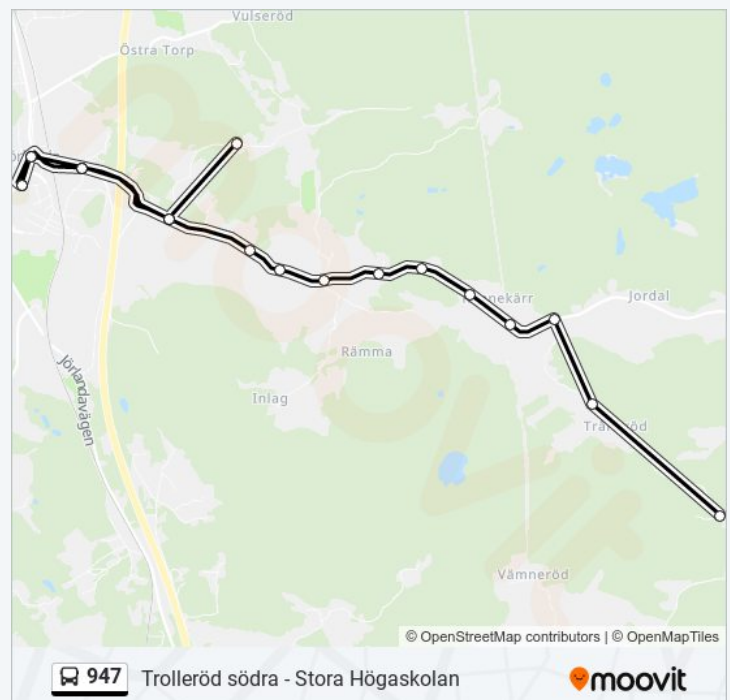 Vulseröd
Östra Torp
Jordal
Rämma
Inlag
Jörlandavägen
Vämneröd
© OpenStreetMap contributors | © OpenMapTiles
947 Trolleröd södra - Stora Högaskolan moovit